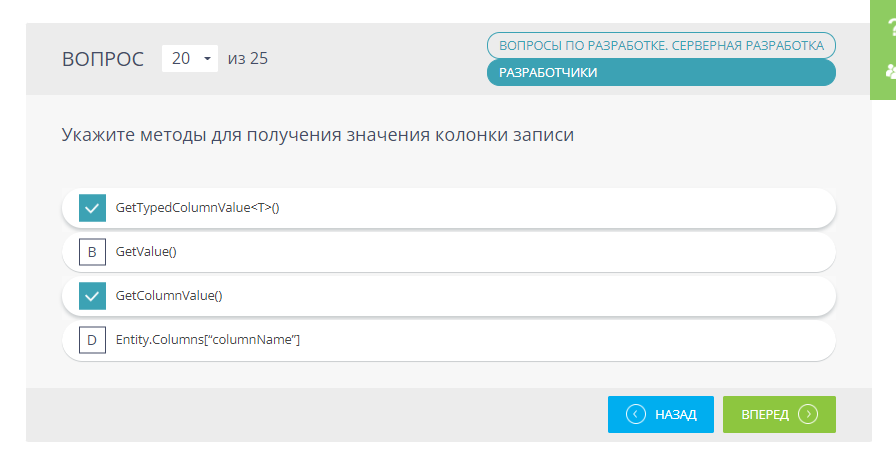 ВОПРОС 20 из 25
ВОПРОСЫ ПО РАЗРАБОТКЕ. СЕРВЕРНАЯ РАЗРАБОТКА
РАЗРАБОТЧИКИ
Укажите методы для получения значения колонки записи
GetTypedColumnValue<T>()
B GetValue()
GetColumnValue()
D Entity.Columns[“columnName”]
НАЗАД ВПЕРЕД
?